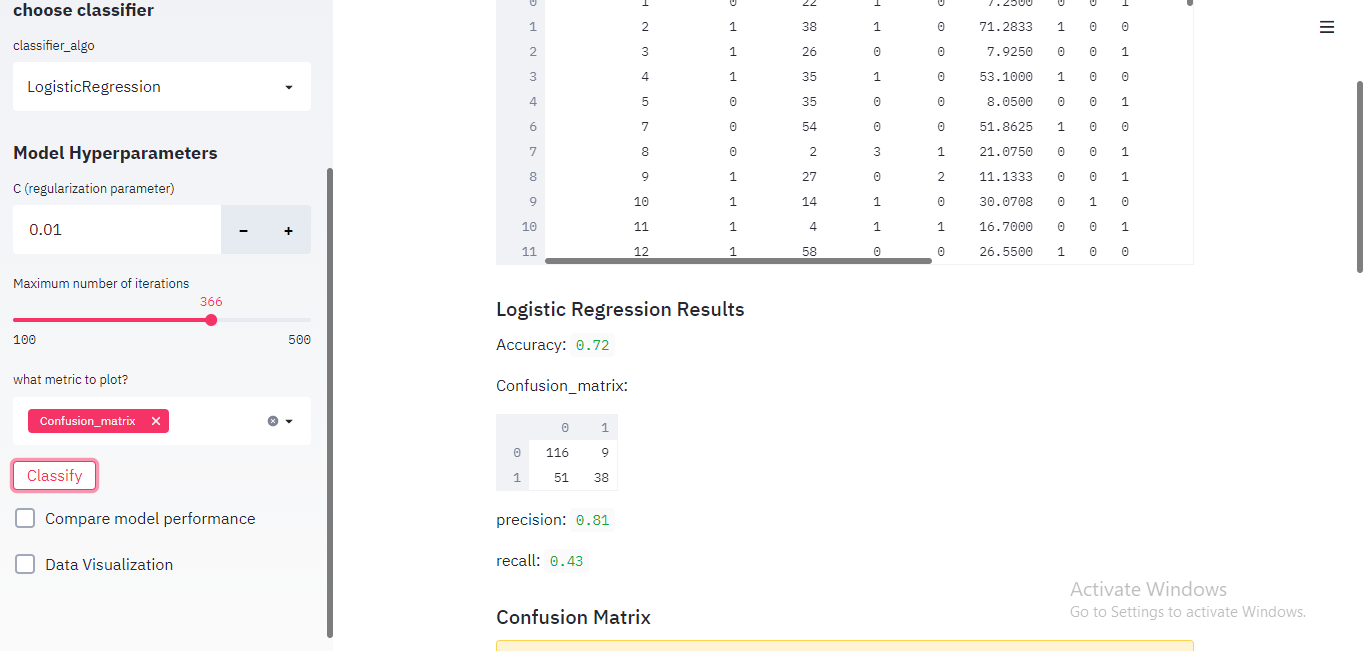 choose classifier
classifier_algo
LogisticRegression
Model Hyperparameters
C (regularization parameter)
0.01
- +
Maximum number of iterations
366
100 500
what metric to plot?
Confusion_matrix ×
Classify
Compare model performance
Data Visualization
0 1 0 22 1 0 7.2500 0 0 1
1 2 1 38 1 0 71.2833 1 0 0
2 3 1 26 0 0 7.9250 0 0 1
3 4 1 35 1 0 53.1000 1 0 0
4 5 0 35 0 0 8.0500 0 0 1
6 7 0 54 0 0 51.8625 1 0 0
7 8 0 2 3 1 21.0750 0 0 1
8 9 1 27 0 2 11.1333 0 0 1
9 10 1 14 1 0 30.0708 0 1 0
10 11 1 4 1 1 16.7000 0 0 1
11 12 1 58 0 0 26.5500 1 0 0
Logistic Regression Results
Accuracy: 0.72
Confusion_matrix:
0 1
0 116 9
1 51 38
precision: 0.81
recall: 0.43
Confusion Matrix
Activate Windows
Go to Settings to activate Windows.